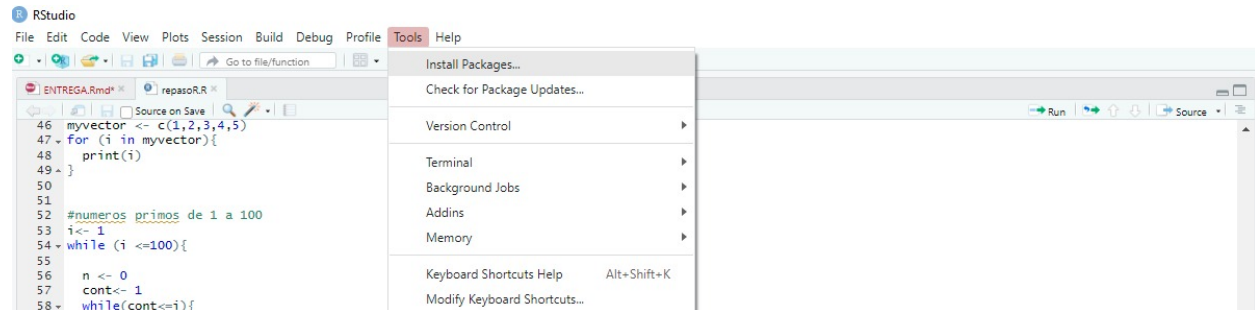 RStudio
File Edit Code View Plots Session Build Debug Profile Tools Help
Go to file/function
Install Packages...
Check for Package Updates...
Version Control
Terminal
Background Jobs
Addins
Memory
Keyboard Shortcuts Help Alt+Shift+K
Modify Keyboard Shortcuts...
ENTREGA.Rmd* repasoR.R
Source on Save Run Source
46 myvector <- c(1,2,3,4,5)
47 for (i in myvector){
48 print(i)
49 }
50
51
52 #numeros primos de 1 a 100
53 i<- 1
54 while (i <=100){
55
56 n <- 0
57 cont<- 1
58 while(cont<=i){